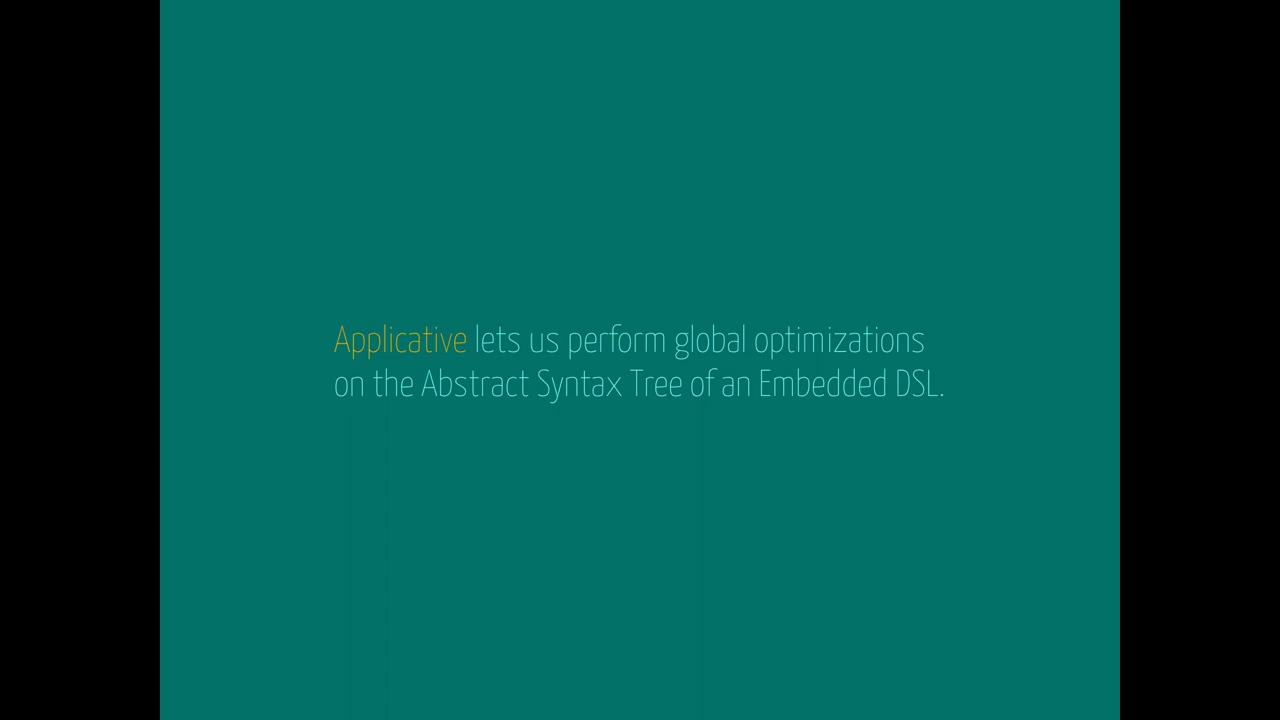 Applicative lets us perform global optimizations
on the Abstract Syntax Tree of an Embedded DSL.